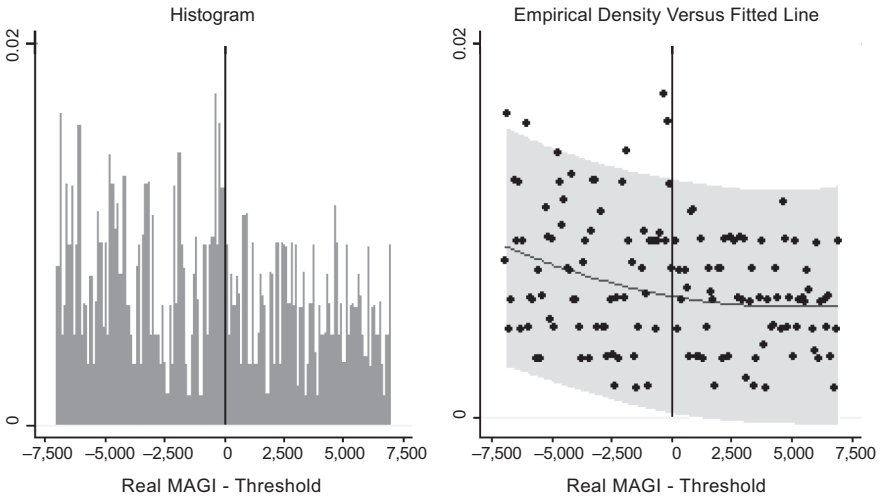 Histogram
0.02
0
–7,500 –5,000 –2,500 0 2,500 5,000 7,500
Real MAGI - Threshold
Empirical Density Versus Fitted Line
0.02
0
–7,500 –5,000 –2,500 0 2,500 5,000 7,500
Real MAGI - Threshold